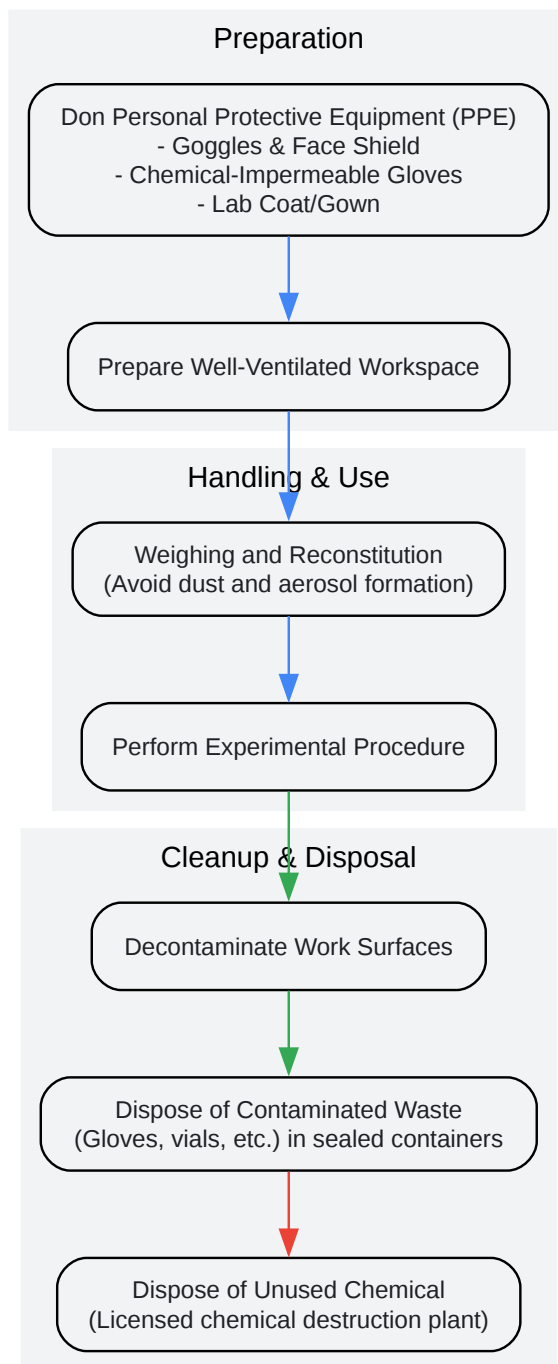 Preparation
Don Personal Protective Equipment (PPE)
- Goggles & Face Shield
- Chemical-Impermeable Gloves
- Lab Coat/Gown
Prepare Well-Ventilated Workspace
Handling & Use
Weighing and Reconstitution
(Avoid dust and aerosol formation)
Perform Experimental Procedure
Cleanup & Disposal
Decontaminate Work Surfaces
Dispose of Contaminated Waste
(Gloves, vials, etc.) in sealed containers
Dispose of Unused Chemical
(Licensed chemical destruction plant)